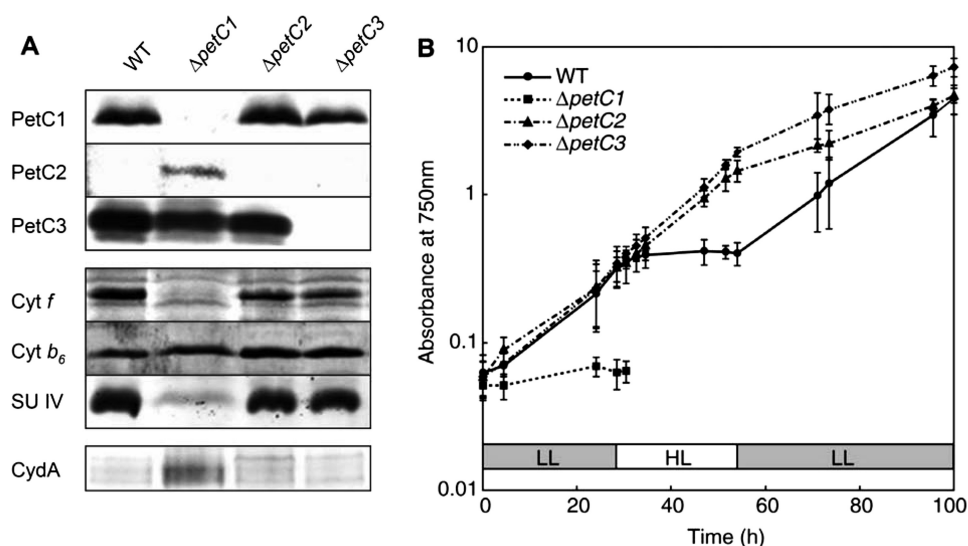 A
WT
ΔpetC1
ΔpetC2
ΔpetC3
PetC1
PetC2
PetC3
Cyt f
Cyt b6
SU IV
CydA
B
10
1
0.1
0.01
Absorbance at 750nm
WT
ΔpetC1
ΔpetC2
ΔpetC3
LL
HL
LL
0
20
40
60
80
100
Time (h)